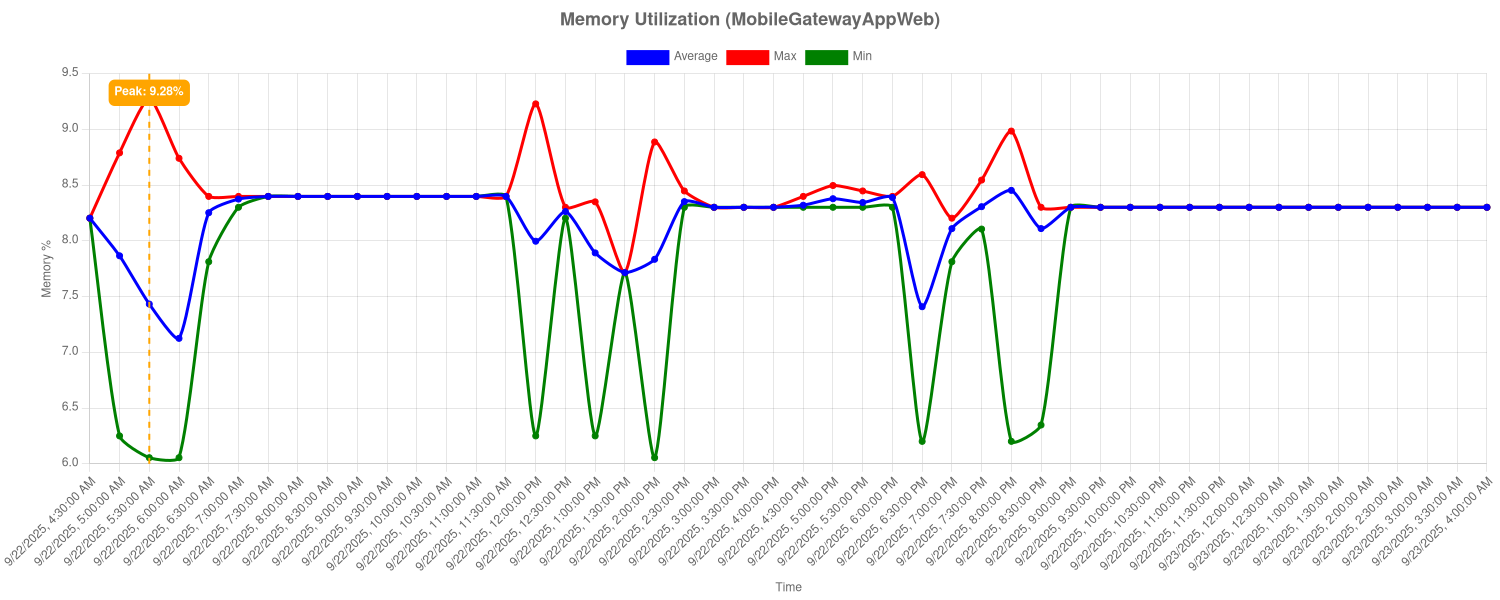 Memory Utilization (MobileGatewayAppWeb)
Average
Max
Min
Peak: 9.28%
9.5
9.0
8.5
8.0
7.5
7.0
6.5
6.0
Memory %
9/22/2025, 4:30:00 AM
9/22/2025, 5:00:00 AM
9/22/2025, 5:30:00 AM
9/22/2025, 6:00:00 AM
9/22/2025, 6:30:00 AM
9/22/2025, 7:00:00 AM
9/22/2025, 7:30:00 AM
9/22/2025, 8:00:00 AM
9/22/2025, 8:30:00 AM
9/22/2025, 9:00:00 AM
9/22/2025, 9:30:00 AM
9/22/2025, 10:00:00 AM
9/22/2025, 10:30:00 AM
9/22/2025, 11:00:00 AM
9/22/2025, 11:30:00 AM
9/22/2025, 12:00:00 PM
9/22/2025, 12:30:00 PM
9/22/2025, 1:00:00 PM
9/22/2025, 1:30:00 PM
9/22/2025, 2:00:00 PM
9/22/2025, 2:30:00 PM
9/22/2025, 3:00:00 PM
9/22/2025, 3:30:00 PM
9/22/2025, 4:00:00 PM
9/22/2025, 4:30:00 PM
9/22/2025, 5:00:00 PM
9/22/2025, 5:30:00 PM
9/22/2025, 6:00:00 PM
9/22/2025, 6:30:00 PM
9/22/2025, 7:00:00 PM
9/22/2025, 7:30:00 PM
9/22/2025, 8:00:00 PM
9/22/2025, 8:30:00 PM
9/22/2025, 9:00:00 PM
9/22/2025, 9:30:00 PM
9/22/2025, 10:00:00 PM
9/22/2025, 10:30:00 PM
9/22/2025, 11:00:00 PM
9/22/2025, 11:30:00 PM
9/23/2025, 12:00:00 AM
9/23/2025, 12:30:00 AM
9/23/2025, 1:00:00 AM
9/23/2025, 1:30:00 AM
9/23/2025, 2:00:00 AM
9/23/2025, 2:30:00 AM
9/23/2025, 3:00:00 AM
9/23/2025, 3:30:00 AM
9/23/2025, 4:00:00 AM
Time